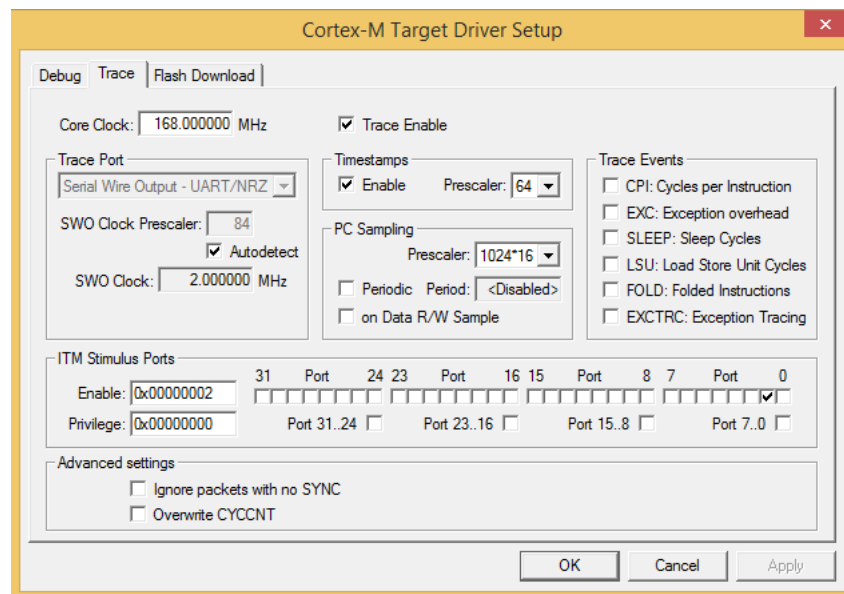 Cortex-M Target Driver Setup
Debug Trace Flash Download
Core Clock: 168.000000 MHz Trace Enable
Trace Port
Serial Wire Output - UART/NRZ
SWO Clock Prescaler: 84
Autodetect
SWO Clock: 2.000000 MHz
Timestamps
Enable Prescaler: 64
PC Sampling
Prescaler: 1024*16
Periodic Period: <Disabled>
on Data R/W Sample
Trace Events
CPI: Cycles per Instruction
EXC: Exception overhead
SLEEP: Sleep Cycles
LSU: Load Store Unit Cycles
FOLD: Folded Instructions
EXCTRC: Exception Tracing
ITM Stimulus Ports
31 Port 24 23 Port 16 15 Port 8 7 Port 0
Enable: 0x00000002
Privilege: 0x00000000 Port 31..24 Port 23..16 Port 15..8 Port 7..0
Advanced settings
Ignore packets with no SYNC
Overwrite CYCCNT
OK Cancel Apply